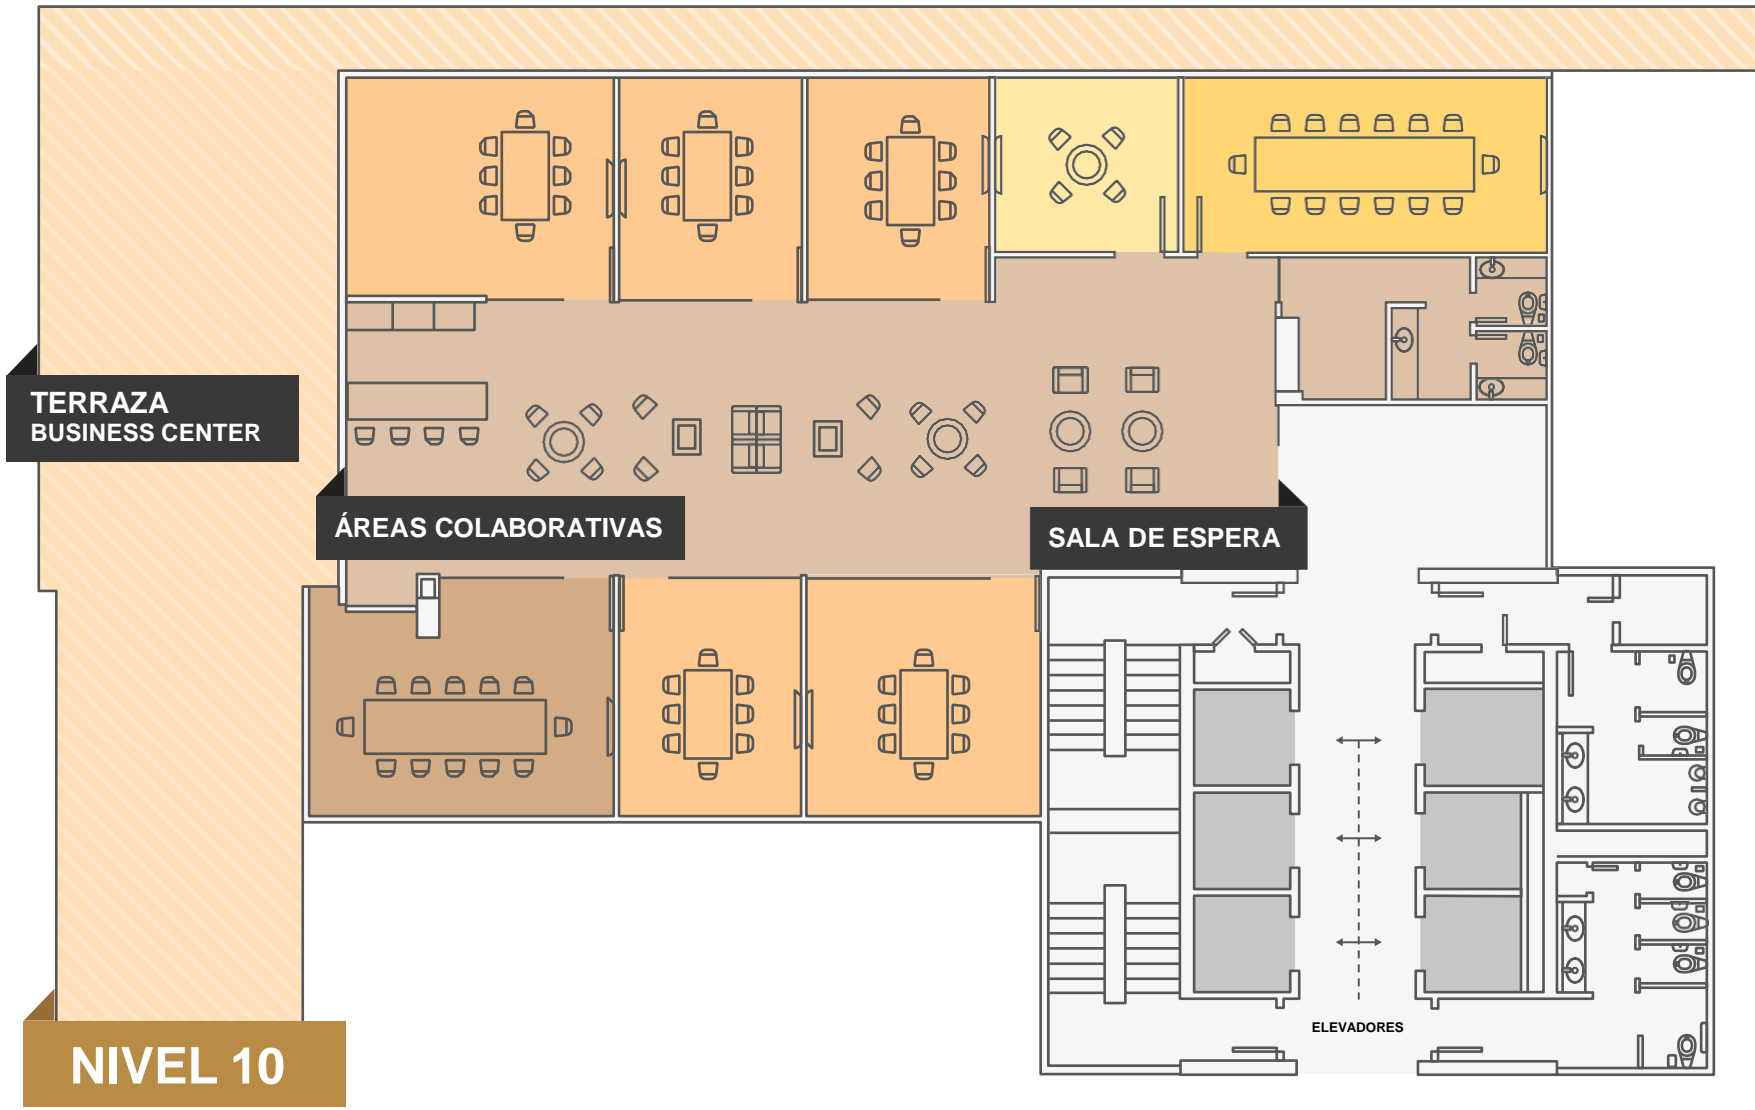 TERRAZA
BUSINESS CENTER
ÁREAS COLABORATIVAS
SALA DE ESPERA
ELEVADORES
NIVEL 10